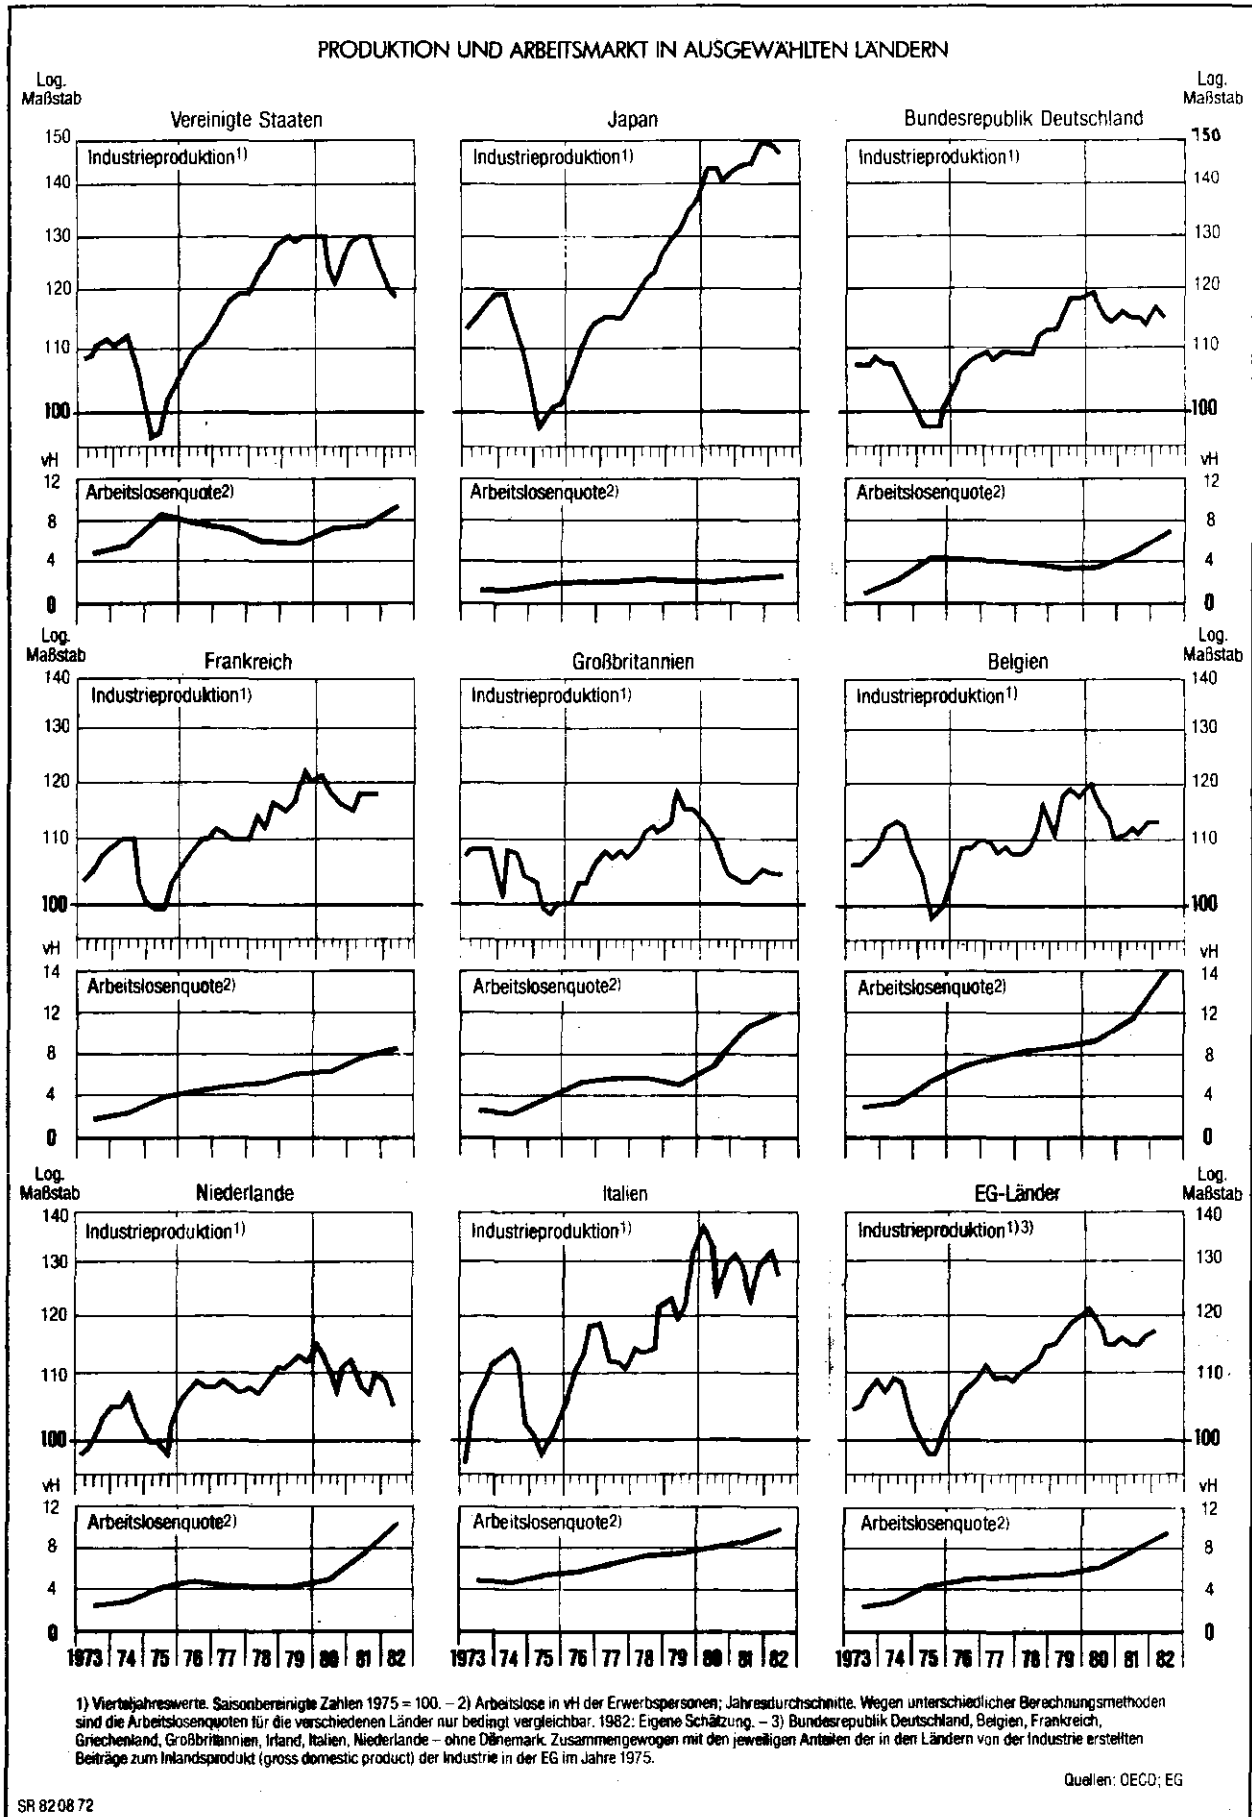 PRODUKTION UND ARBEITSMARKT IN AUSGEWÄHLTEN LÄNDERN
Log. Maßstab
Log. Maßstab
Vereinigte Staaten
Japan
Bundesrepublik Deutschland
150
140
130
120
110
100
vH
Industrieproduktion1)
Industrieproduktion1)
Industrieproduktion1)
150
140
130
120
110
100
vH
12
8
4
0
Arbeitslosenquote2)
Arbeitslosenquote2)
Arbeitslosenquote2)
12
8
4
0
Log. Maßstab
Log. Maßstab
Frankreich
Großbritannien
Belgien
140
130
120
110
100
vH
Industrieproduktion1)
Industrieproduktion1)
Industrieproduktion1)
140
130
120
110
100
vH
14
12
8
4
0
Arbeitslosenquote2)
Arbeitslosenquote2)
Arbeitslosenquote2)
14
12
8
4
0
Log. Maßstab
Log. Maßstab
Niederlande
Italien
EG-Länder
140
130
120
110
100
vH
Industrieproduktion1)
Industrieproduktion1)
Industrieproduktion1)3)
140
130
120
110
100
vH
12
8
4
0
Arbeitslosenquote2)
Arbeitslosenquote2)
Arbeitslosenquote2)
12
8
4
0
1973 74 75 76 77 78 79 80 81 82
1973 74 75 76 77 78 79 80 81 82
1973 74 75 76 77 78 79 80 81 82
1) Vierteljahreswerte. Saisonbereinigte Zahlen 1975 = 100. – 2) Arbeitslose in vH der Erwerbspersonen; Jahresdurchschnitte. Wegen unterschiedlicher Berechnungsmethoden
sind die Arbeitslosenquoten für die verschiedenen Länder nur bedingt vergleichbar. 1982: Eigene Schätzung. – 3) Bundesrepublik Deutschland, Belgien, Frankreich,
Griechenland, Großbritannien, Irland, Italien, Niederlande – ohne Dänemark. Zusammengewogen mit den jeweiligen Anteilen der in den Ländern von der Industrie erstellten
Beiträge zum Inlandsprodukt (gross domestic product) der Industrie in der EG im Jahre 1975.
Quellen: OECD; EG
SR 82 08 72